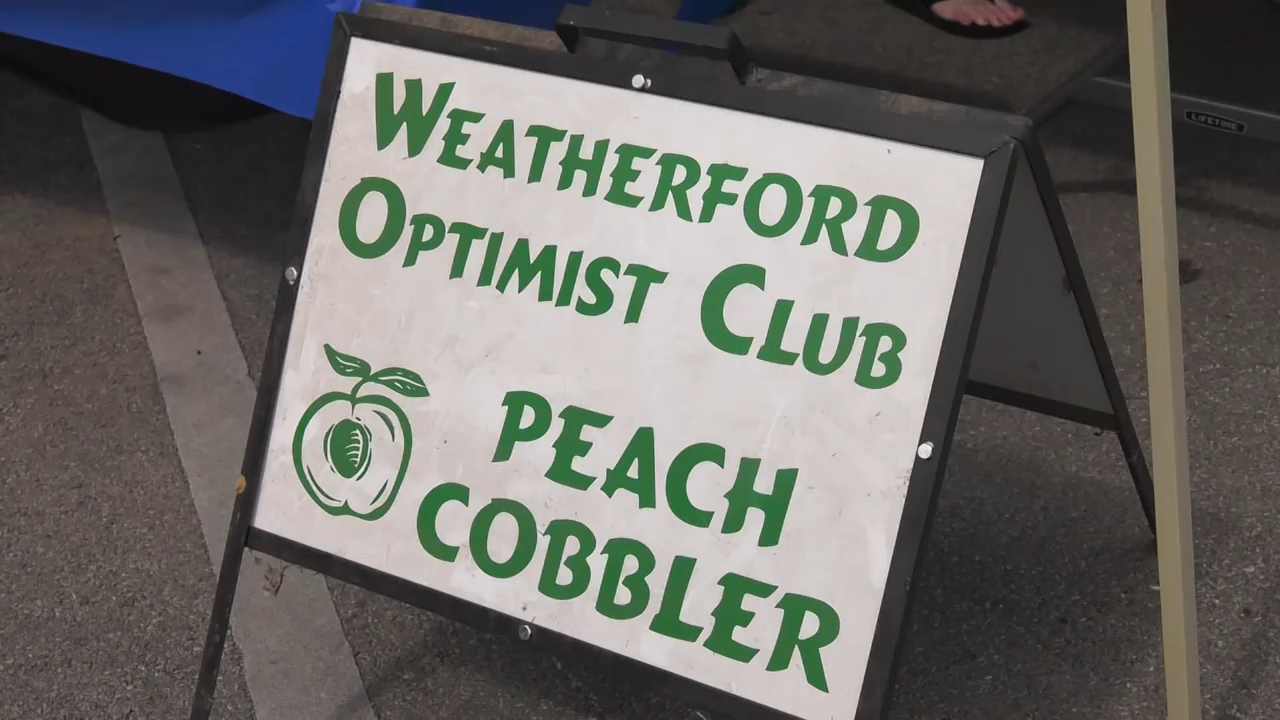 WEATHERFORD
OPTIMIST CLUB
PEACH
COBBLER
LIFETIME